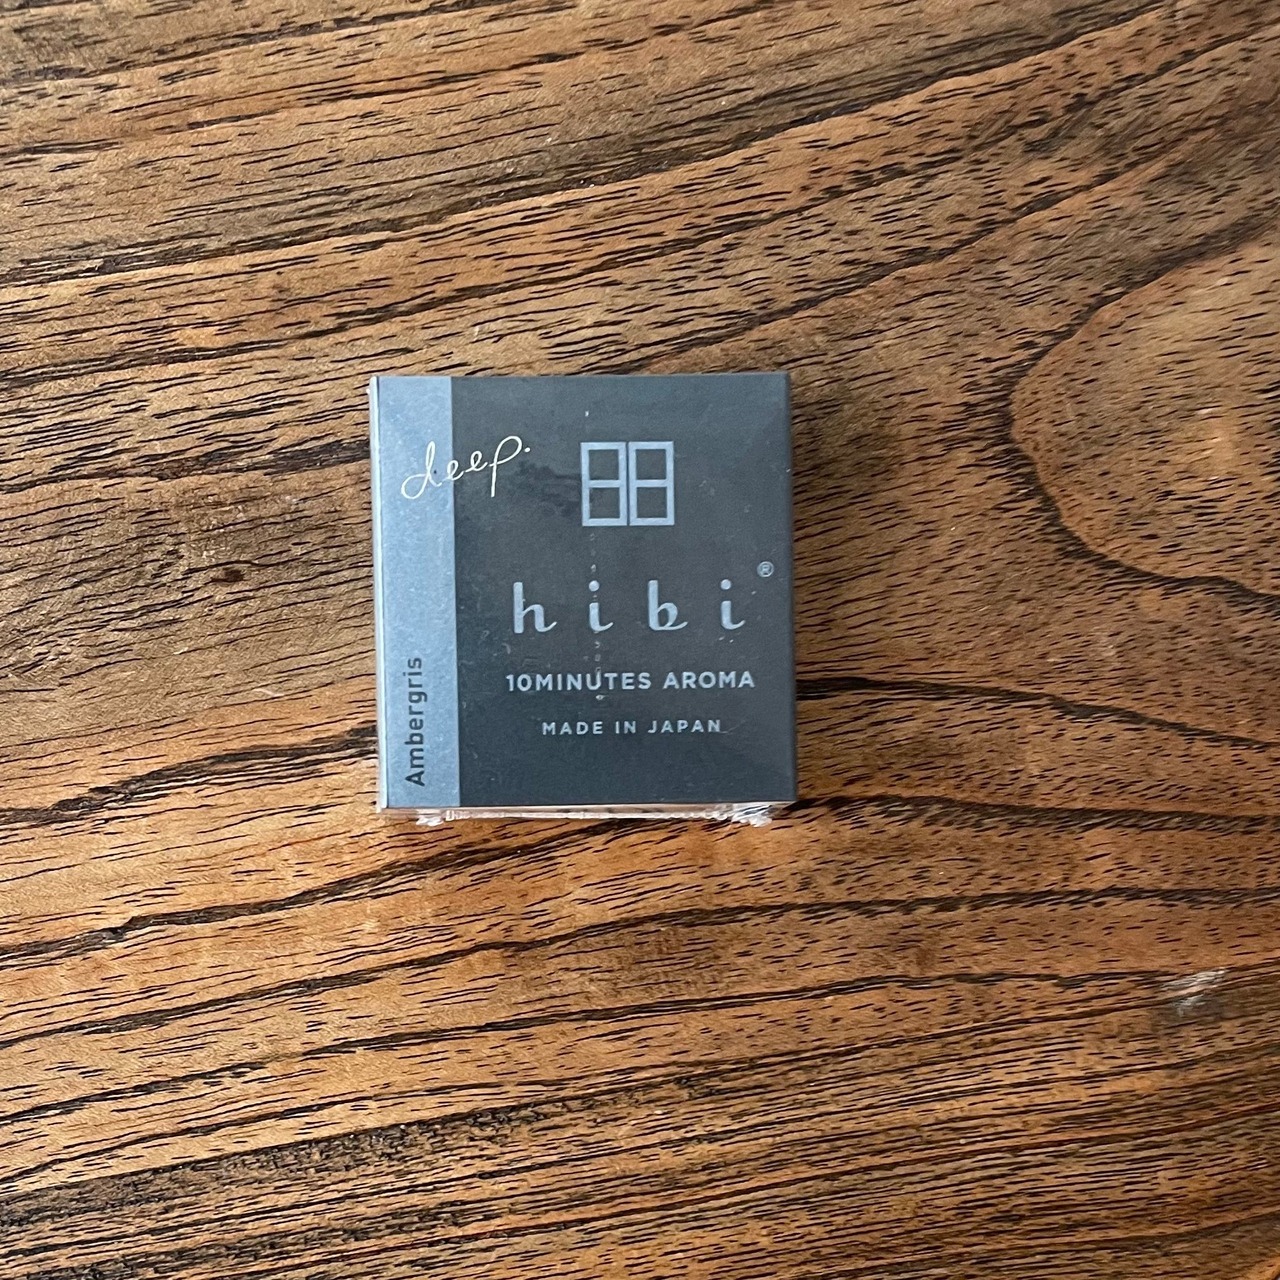 deep.
hibi®
10MINUTES AROMA
MADE IN JAPAN
Ambergris